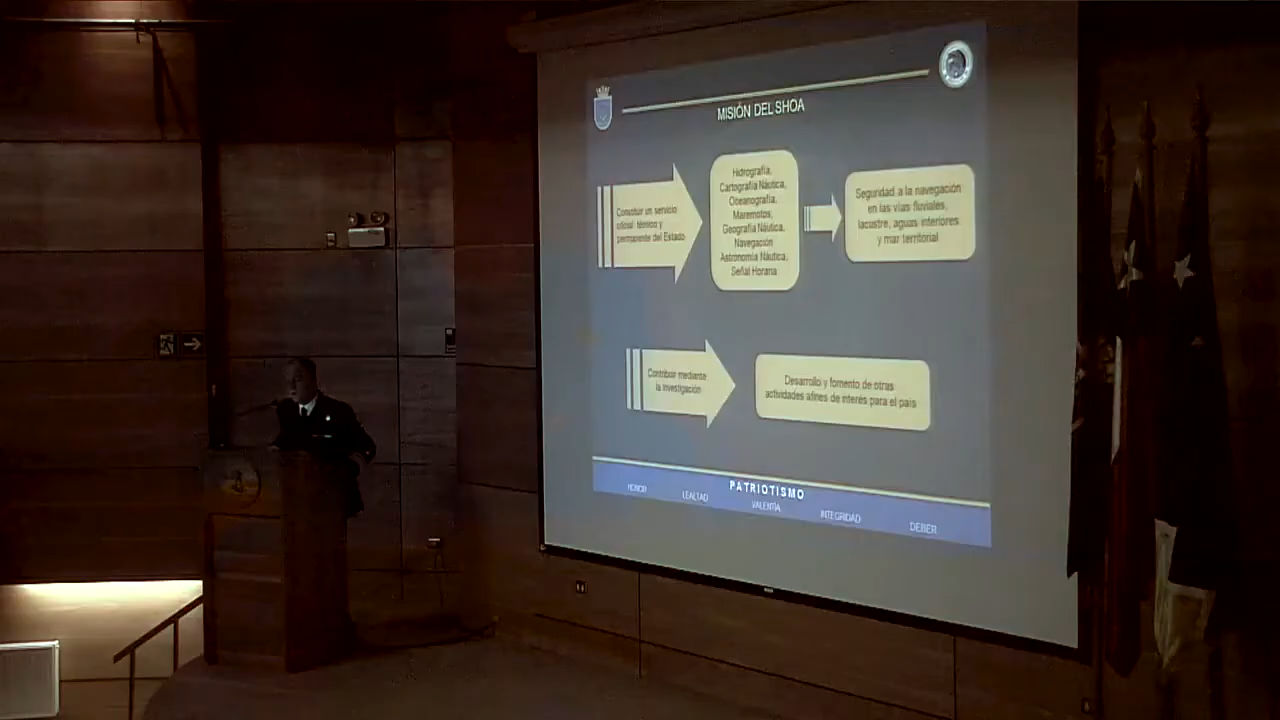 MISIÓN DEL SHOA
Constituir un servicio
oficial, técnico y
permanente del Estado
Hidrografía,
Cartografía Náutica,
Oceanografía,
Maremotos,
Geografía Náutica,
Navegación
Astronomía Náutica,
Señal Horaria
Seguridad a la navegación
en las vías fluviales,
lacustre, aguas interiores
y mar territorial
Contribuir mediante
la investigación
Desarrollo y fomento de otras
actividades afines de interés para el país
PATRIOTISMO
HONOR
LEALTAD
VALENTÍA
INTEGRIDAD
DEBER